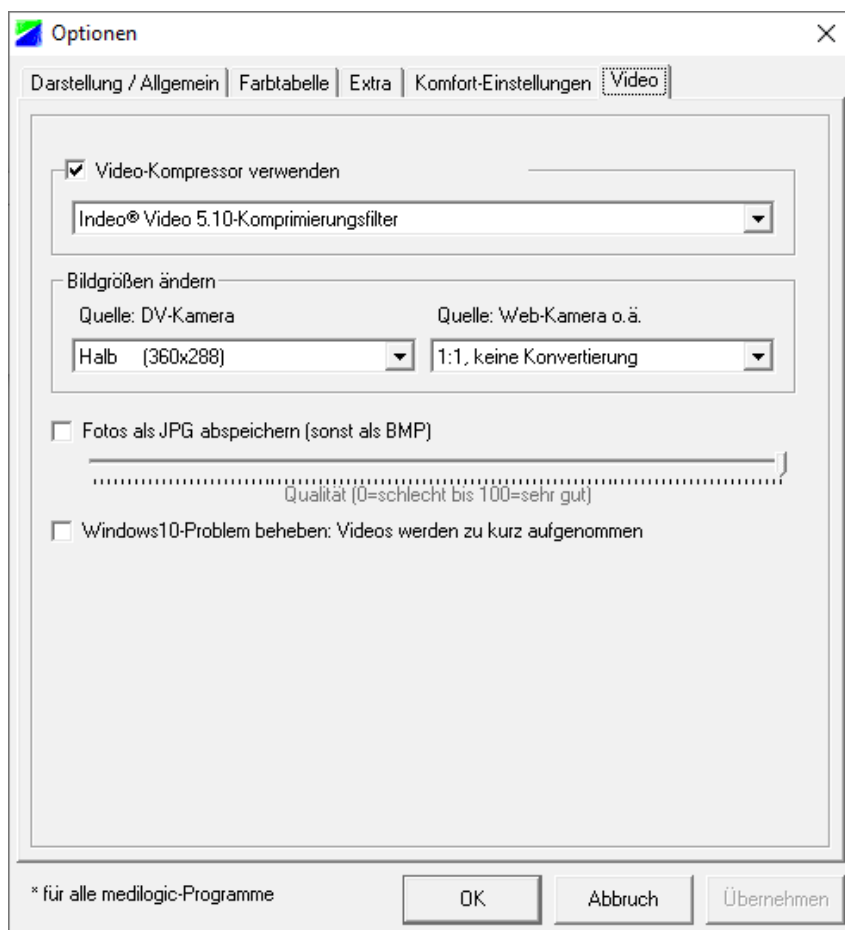 Optionen
Darstellung / Allgemein Farbtabelle Extra Komfort-Einstellungen Video
Video-Kompressor verwenden
Indeo® Video 5.10-Komprimierungsfilter
Bildgrößen ändern
Quelle: DV-Kamera Quelle: Web-Kamera o.ä.
Halb (360x288) 1:1, keine Konvertierung
Fotos als JPG abspeichern (sonst als BMP)
Qualität (0=schlecht bis 100=sehr gut)
Windows10-Problem beheben: Videos werden zu kurz aufgenommen
* für alle medilogic-Programme OK Abbruch Übernehmen